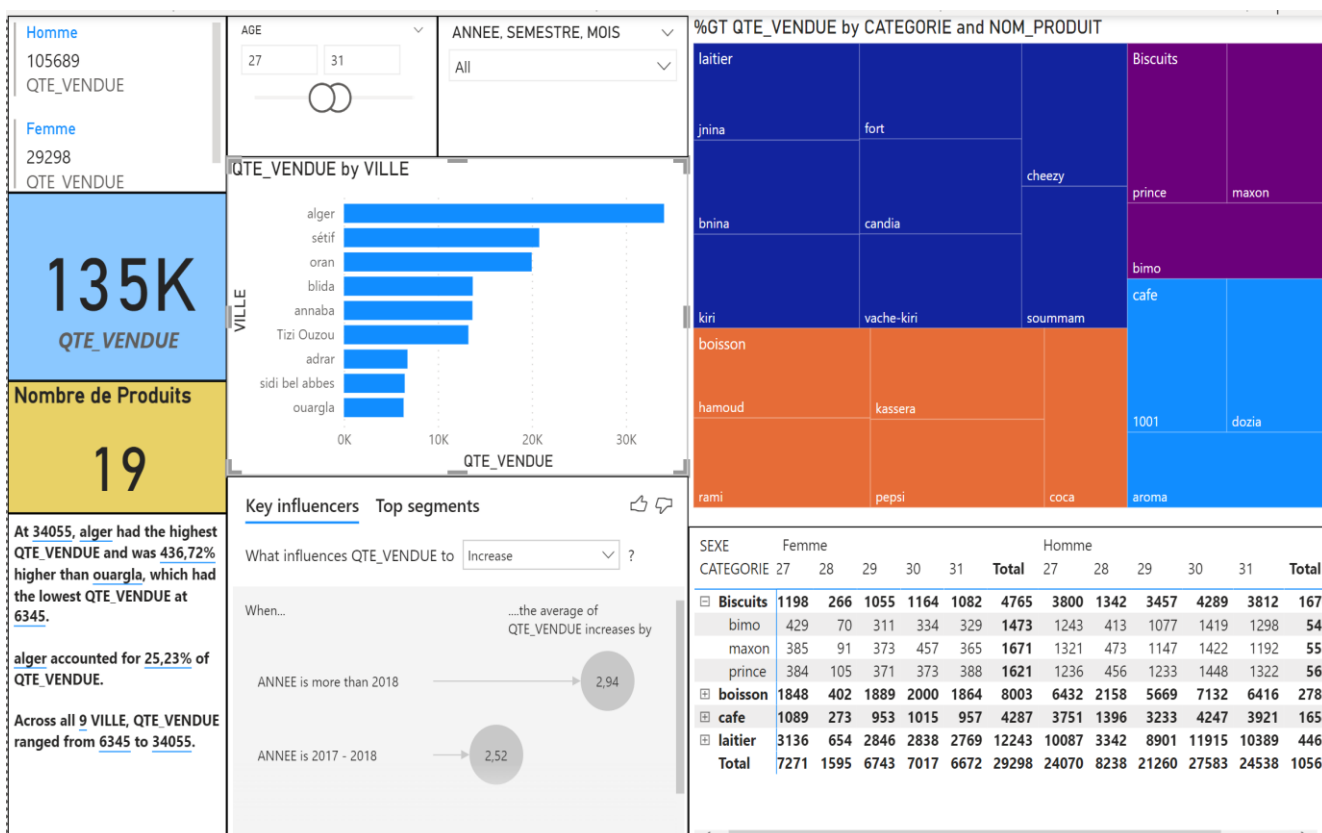 Homme
105689
QTE_VENDUE
Femme
29298
QTE VENDUE
135K
QTE_VENDUE
Nombre de Produits
19
At 34055, alger had the highest
QTE_VENDUE and was 436,72%
higher than ouargla, which had
the lowest QTE_VENDUE at
6345.
alger accounted for 25,23% of
QTE_VENDUE.
Across all 9 VILLE, QTE_VENDUE
ranged from 6345 to 34055.
AGE
27 31
ANNEE, SEMESTRE, MOIS
All
QTE_VENDUE by VILLE
VILLE
alger
sétif
oran
blida
annaba
Tizi Ouzou
adrar
sidi bel abbes
ouargla
0K 10K 20K 30K
QTE_VENDUE
Key influencers Top segments
What influences QTE_VENDUE to Increase ?
When...
....the average of
QTE_VENDUE increases by
ANNEE is more than 2018 2,94
ANNEE is 2017 - 2018 2,52
%GT QTE_VENDUE by CATEGORIE and NOM_PRODUIT
laitier
jnina
fort
cheezy
bnina
candia
kiri
vache-kiri
soummam
Biscuits
prince
maxon
bimo
boisson
hamoud
kassera
rami
pepsi
coca
cafe
1001
dozia
aroma
SEXE Femme Homme
CATEGORIE 27 28 29 30 31 Total 27 28 29 30 31 Total
Biscuits 1198 266 1055 1164 1082 4765 3800 1342 3457 4289 3812 167
bimo 429 70 311 334 329 1473 1243 413 1077 1419 1298 54
maxon 385 91 373 457 365 1671 1321 473 1147 1422 1192 55
prince 384 105 371 373 388 1621 1236 456 1233 1448 1322 56
boisson 1848 402 1889 2000 1864 8003 6432 2158 5669 7132 6416 278
cafe 1089 273 953 1015 957 4287 3751 1396 3233 4247 3921 165
laitier 3136 654 2846 2838 2769 12243 10087 3342 8901 11915 10389 446
Total 7271 1595 6743 7017 6672 29298 24070 8238 21260 27583 24538 1056